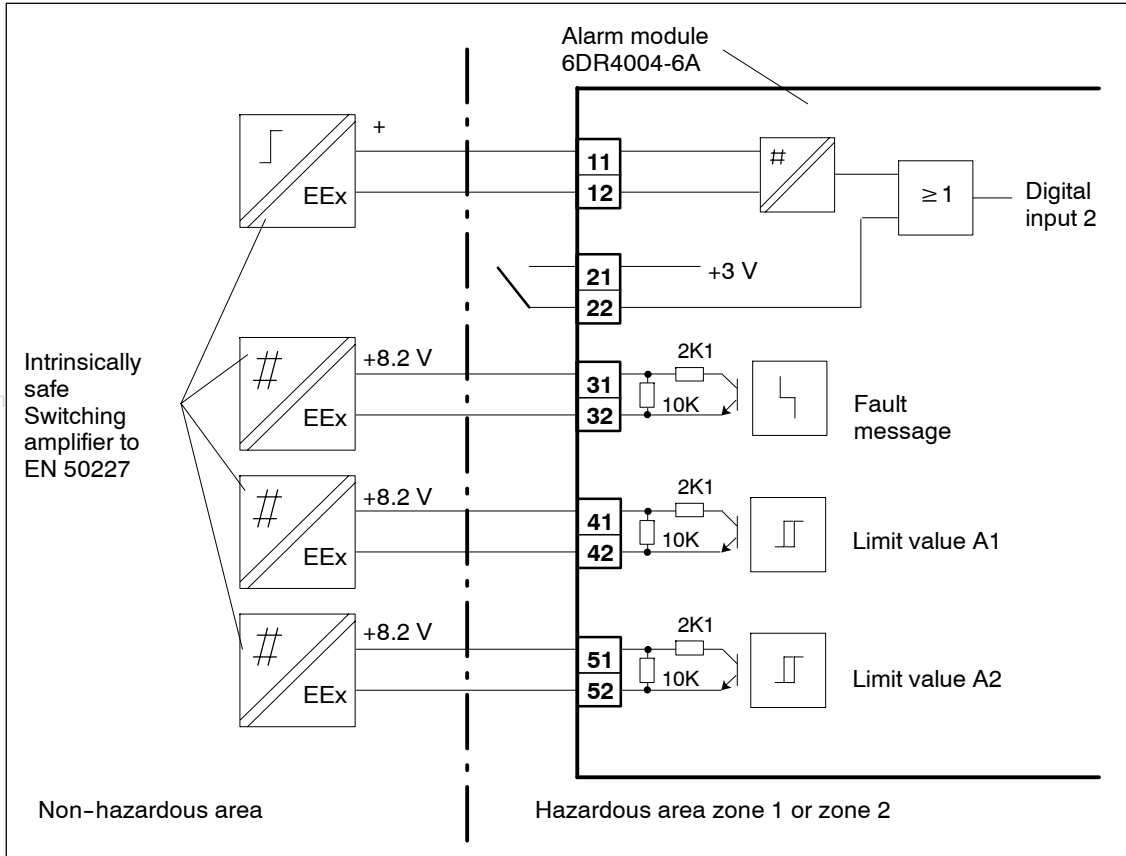 Alarm module
6DR4004-6A
+
EEx
11
12
#
≥1
Digital
input 2
21
22
+3 V
Intrinsically
safe
Switching
amplifier to
EN 50227
#
EEx
+8.2 V
31
32
2K1
10K
Fault
message
#
EEx
+8.2 V
41
42
2K1
10K
Limit value A1
#
EEx
+8.2 V
51
52
2K1
10K
Limit value A2
Non-hazardous area
Hazardous area zone 1 or zone 2